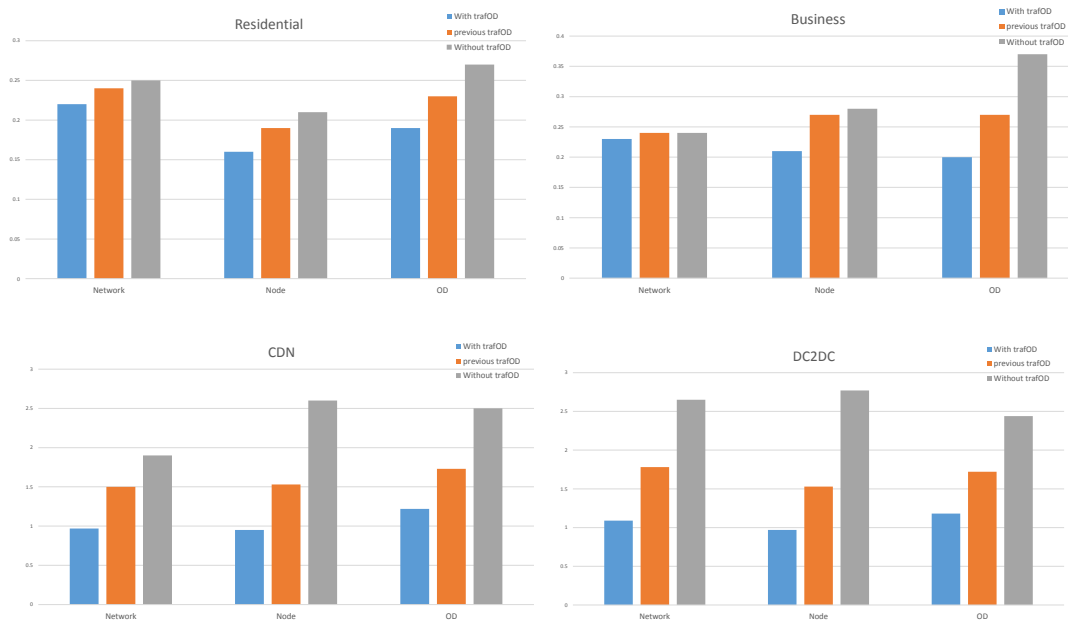 Residential
With trafOD
previous trafOD
Without trafOD
0.3
0.25
0.2
0.15
0.1
0.05
0
Network Node OD
Business
With trafOD
previous trafOD
Without trafOD
0.4
0.35
0.3
0.25
0.2
0.15
0.1
0.05
0
Network Node OD
CDN
With trafOD
previous trafOD
Without trafOD
3
2.5
2
1.5
1
0.5
0
Network Node OD
DC2DC
With trafOD
previous trafOD
Without trafOD
3
2.5
2
1.5
1
0.5
0
Network Node OD